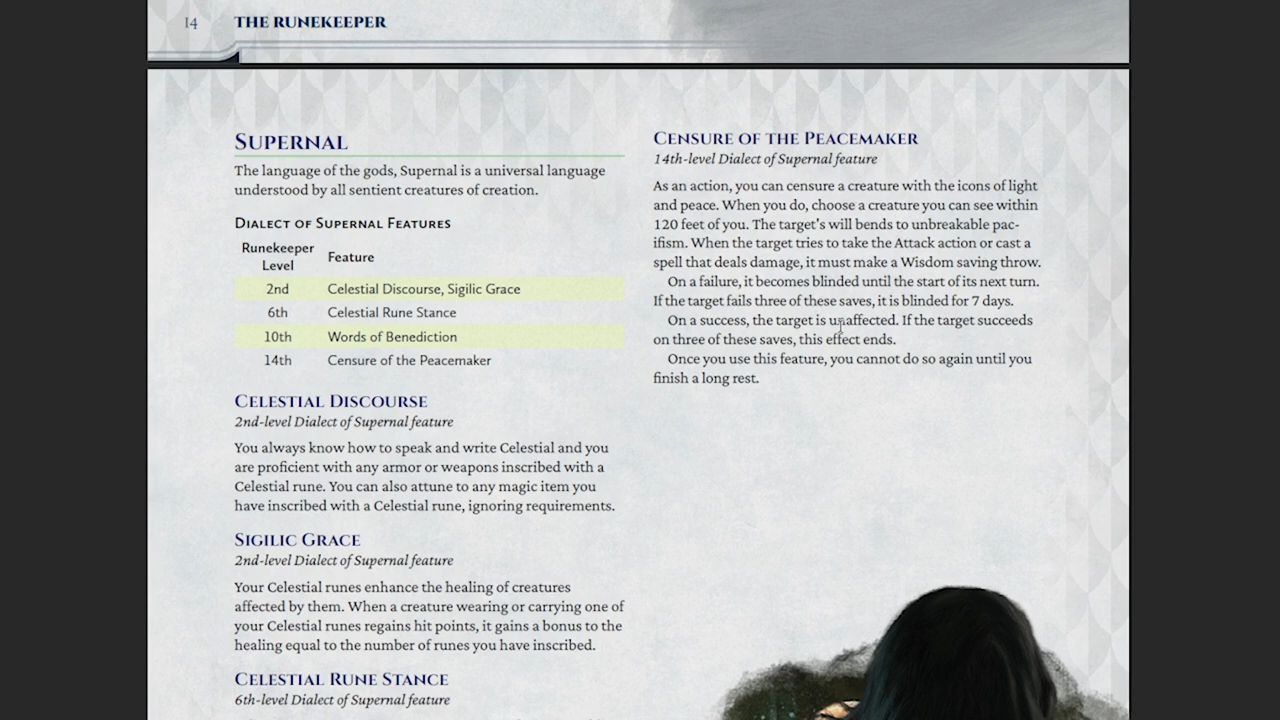 14 THE RUNEKEEPER
SUPERNAL
The language of the gods, Supernal is a universal language
understood by all sentient creatures of creation.
DIALECT OF SUPERNAL FEATURES
Runekeeper
Level Feature
2nd Celestial Discourse, Sigilic Grace
6th Celestial Rune Stance
10th Words of Benediction
14th Censure of the Peacemaker
CELESTIAL DISCOURSE
2nd-level Dialect of Supernal feature
You always know how to speak and write Celestial and you
are proficient with any armor or weapons inscribed with a
Celestial rune. You can also attune to any magic item you
have inscribed with a Celestial rune, ignoring requirements.
SIGILIC GRACE
2nd-level Dialect of Supernal feature
Your Celestial runes enhance the healing of creatures
affected by them. When a creature wearing or carrying one of
your Celestial runes regains hit points, it gains a bonus to the
healing equal to the number of runes you have inscribed.
CELESTIAL RUNE STANCE
6th-level Dialect of Supernal feature
CENSURE OF THE PEACEMAKER
14th-level Dialect of Supernal feature
As an action, you can censure a creature with the icons of light
and peace. When you do, choose a creature you can see within
120 feet of you. The target's will bends to unbreakable pac-
ifism. When the target tries to take the Attack action or cast a
spell that deals damage, it must make a Wisdom saving throw.
On a failure, it becomes blinded until the start of its next turn.
If the target fails three of these saves, it is blinded for 7 days.
On a success, the target is unaffected. If the target succeeds
on three of these saves, this effect ends.
Once you use this feature, you cannot do so again until you
finish a long rest.